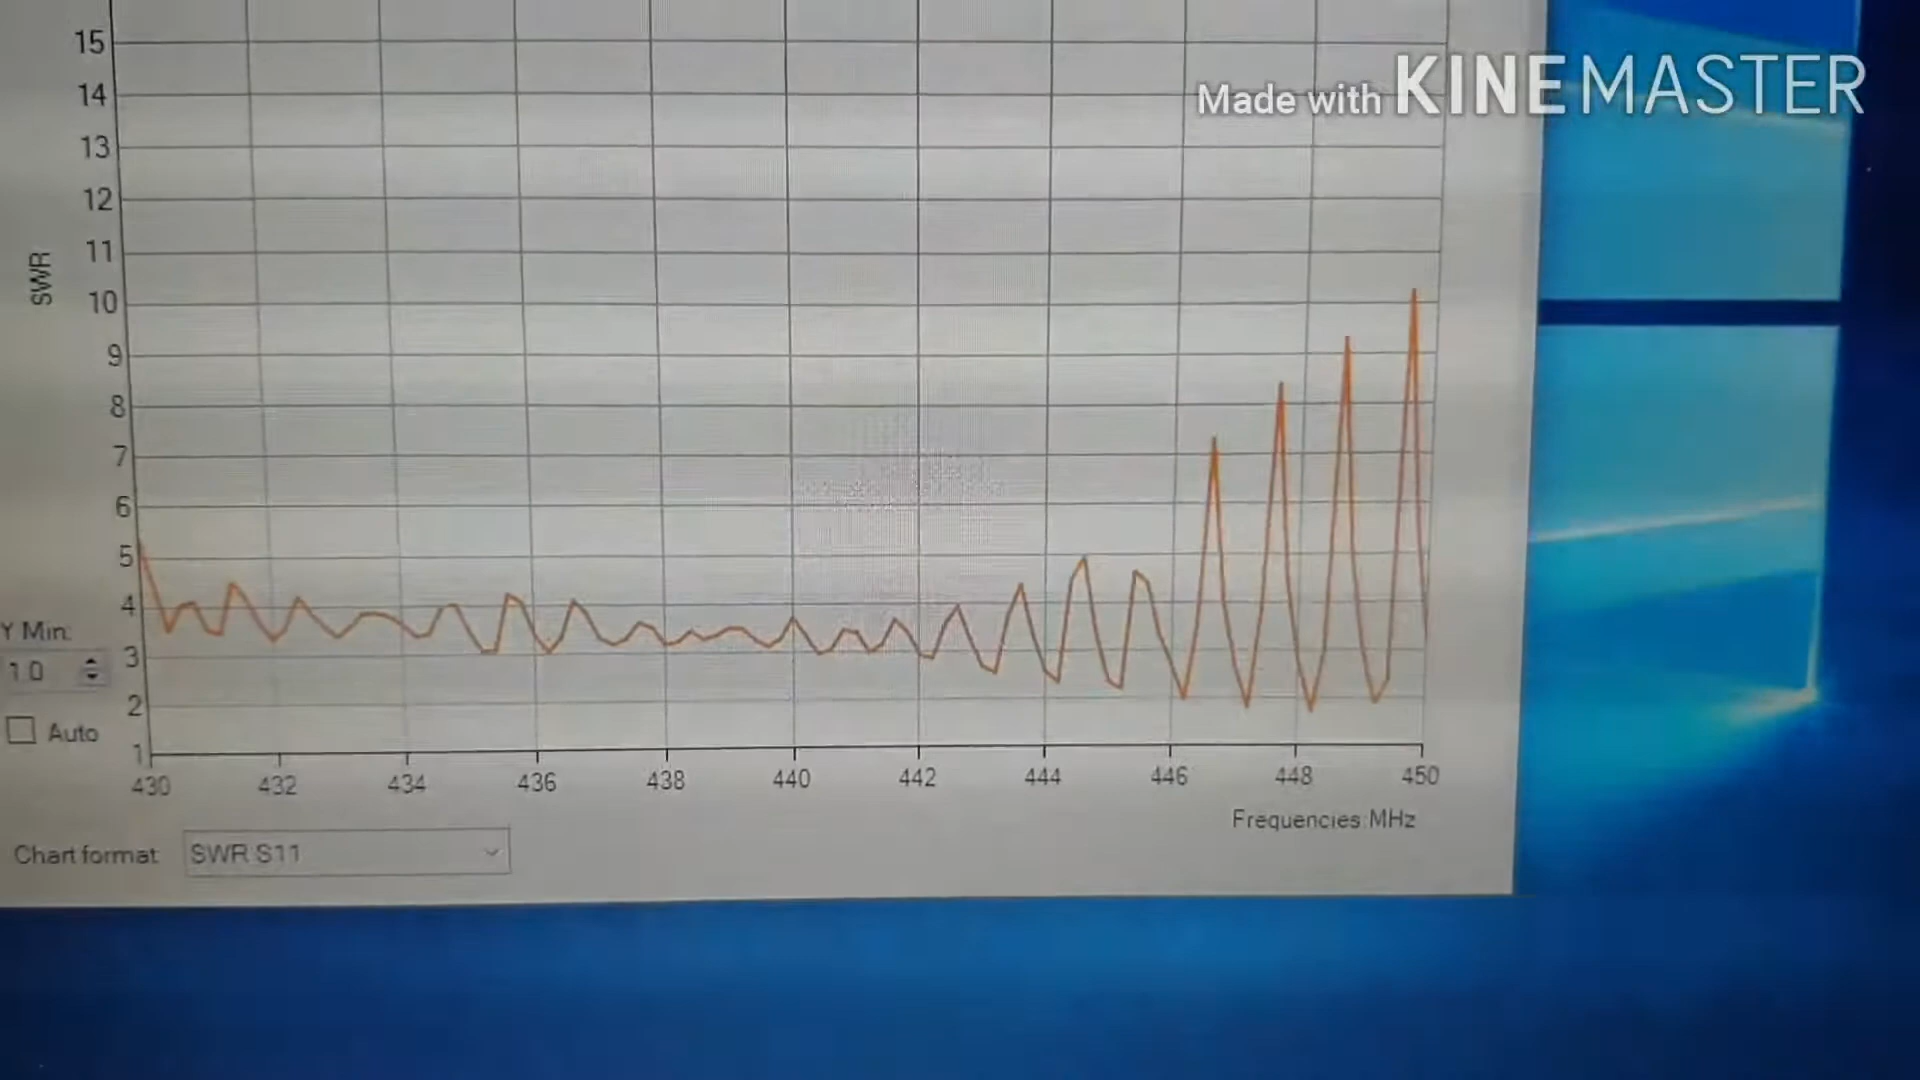 Made with KINEMASTER
SWR
15
14
13
12
11
10
9
8
7
6
5
4
3
2
1
Y Min:
1.0
Auto
430 432 434 436 438 440 442 444 446 448 450
Frequencies:MHz
Chart format SWR S11